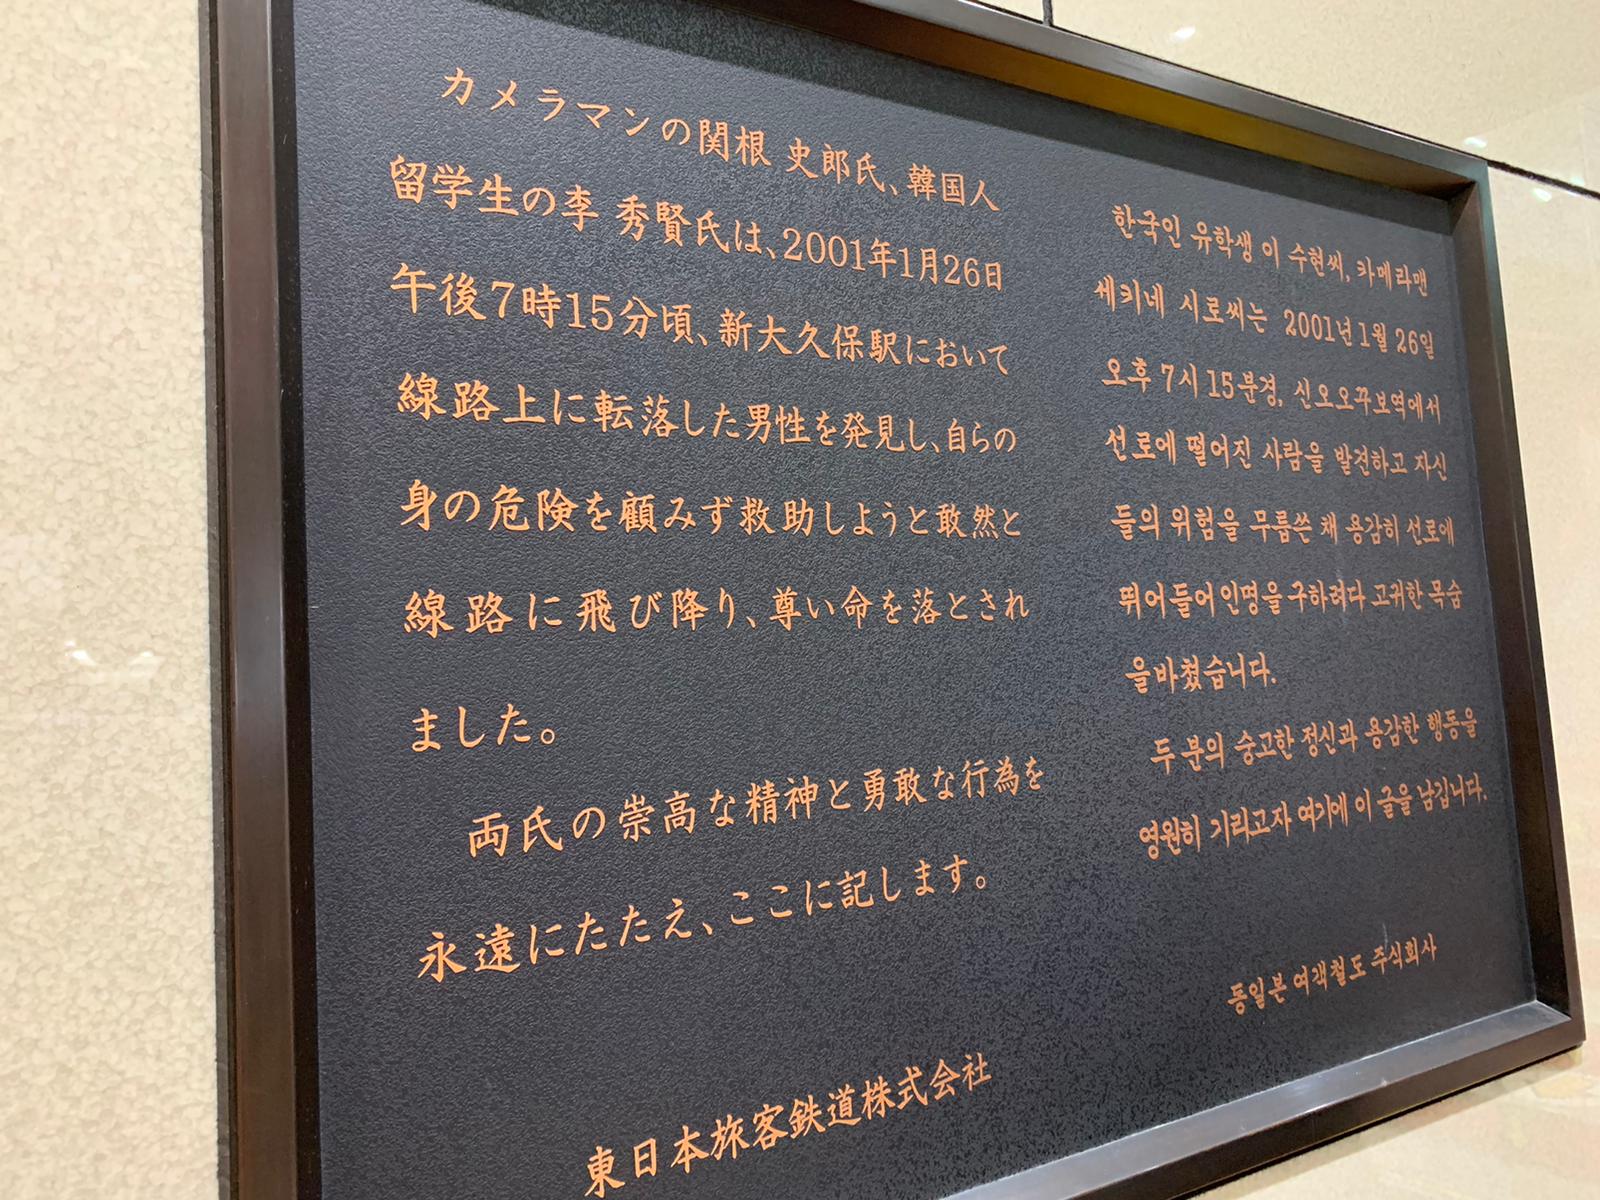 カメラマンの関根 史郎氏、韓国人
留学生の李 秀賢氏は、2001年1月26日
午後7時15分頃、新大久保駅において
線路上に転落した男性を発見し、自らの
身の危険を顧みず救助しようと敢然と
線路に飛び降り、尊い命を落とされ
ました。
両氏の崇高な精神と勇敢な行為を
永遠にたたえ、ここに記します。
東日本旅客鉄道株式会社
한국인 유학생 이 수현씨, 카메라맨
세키네 시로씨는 2001년 1월 26일
오후 7시 15분경, 신오오꾸보역에서
선로에 떨어진 사람을 발견하고 자신
들의 위험을 무릅쓴 채 용감히 선로에
뛰어들어 인명을 구하려다 고귀한 목숨
을바쳤습니다.
두 분의 숭고한 정신과 용감한 행동을
영원히 기리고자 여기에 이 글을 남깁니다.
동일본 여객철도 주식회사